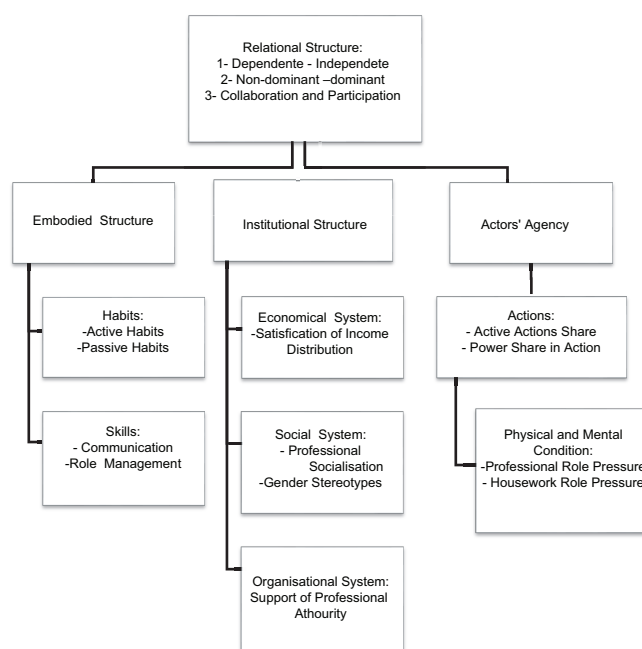 Relational Structure:
1- Dependente - Independete
2- Non-dominant –dominant
3- Collaboration and Participation
Embodied Structure
Institutional Structure
Actors' Agency
Habits:
-Active Habits
-Passive Habits
Economical System:
-Satisfication of Income
Distribution
Actions:
- Active Actions Share
- Power Share in Action
Skills:
- Communication
-Role Management
Social System:
- Professional
Socialisation
-Gender Stereotypes
Physical and Mental
Condition:
-Professional Role Pressure
- Housework Role Pressure
Organisational System:
Support of Professional
Athourity